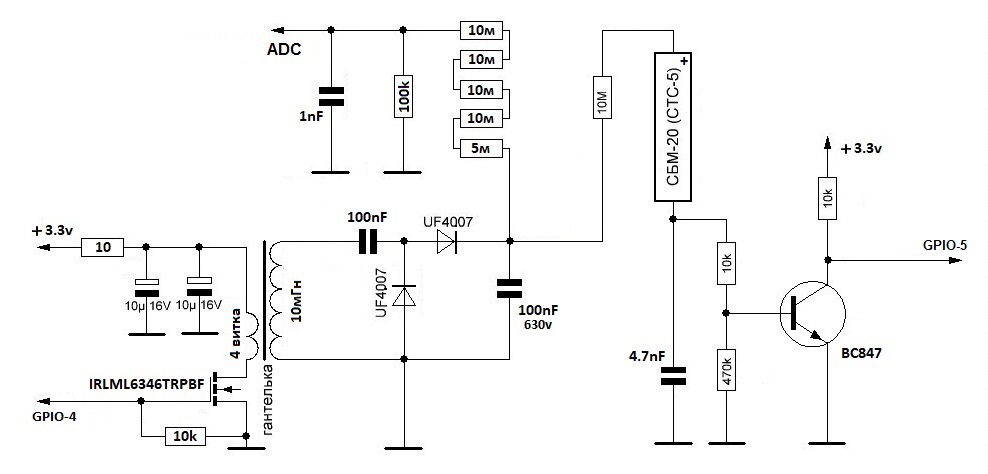 ADC
1nF
100k
10м
10м
10м
10м
5м
10M
+
СБМ-20 (СТС-5)
+3.3v
10k
GPIO-5
+3.3v
10
10µ 16V
10µ 16V
4 витка
гантелька
10мГн
100nF
UF4007
UF4007
100nF
630v
IRLML6346TRPBF
GPIO-4
10k
4.7nF
10k
470k
BC847